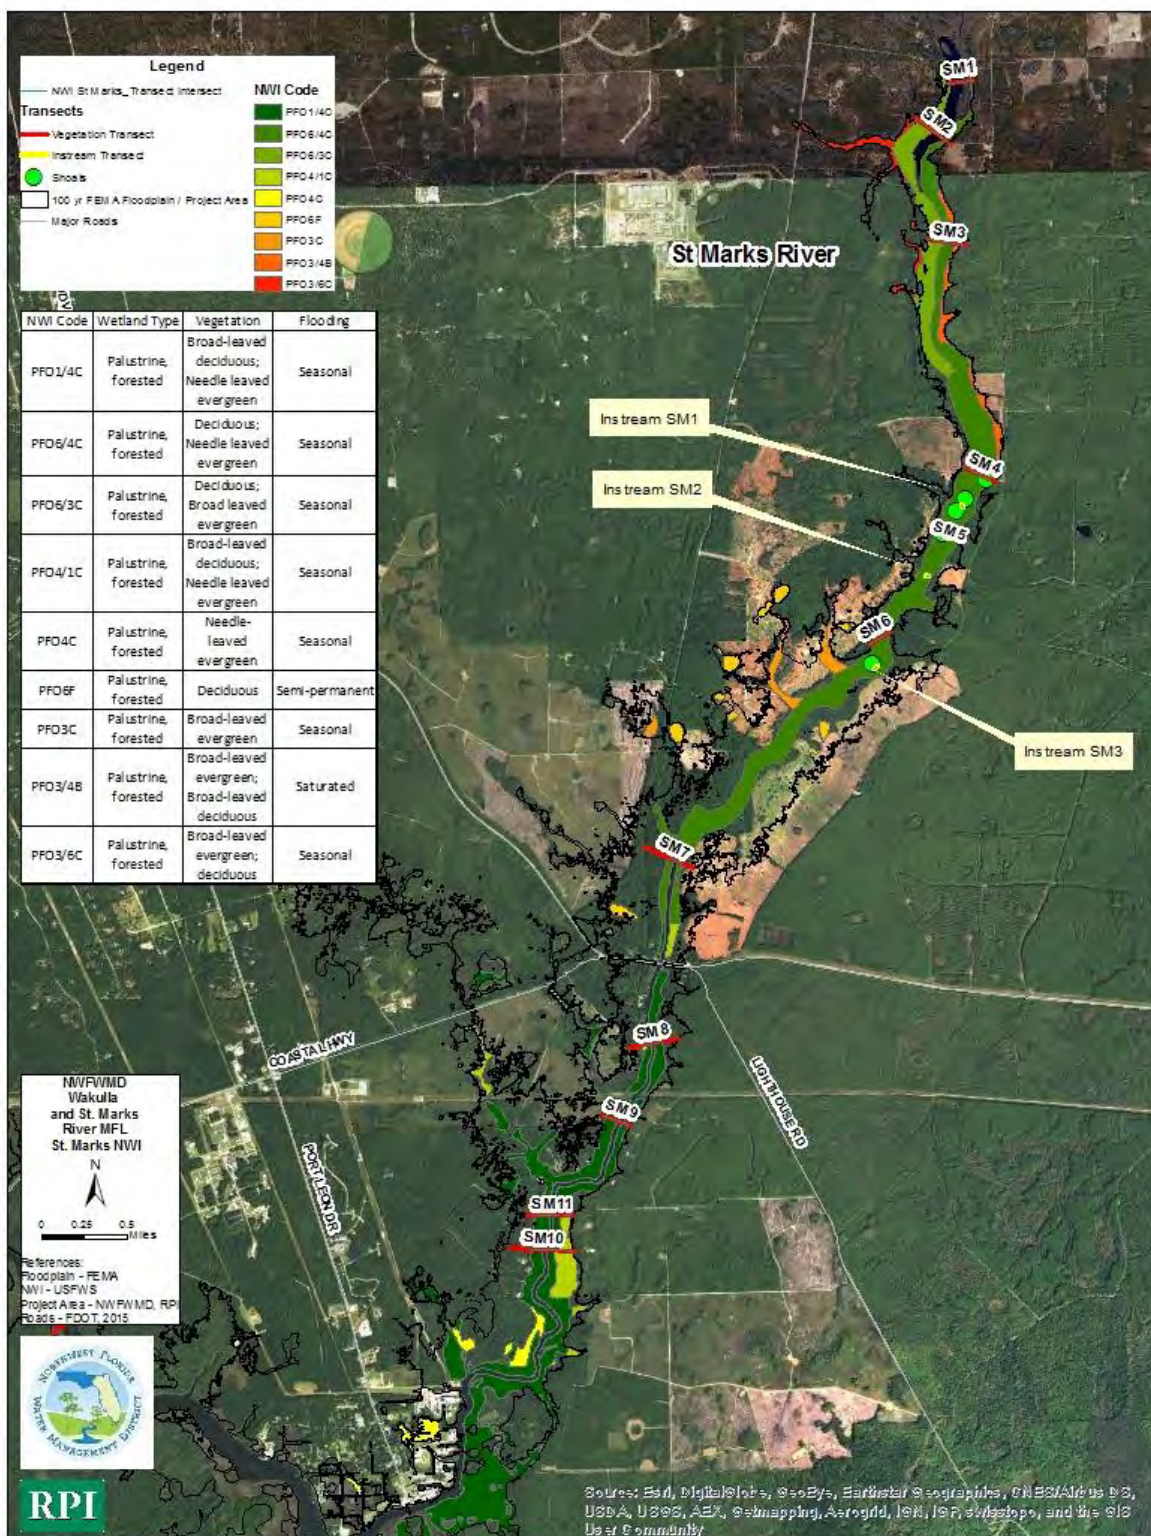 Legend
NWI St Marks_Transect Intersect
Transects
Vegetation Transect
Instream Transect
Shoals
100 yr FEMA Floodplain / Project Area
Major Roads
NWI Code
PFO1/4C
PFO6/4C
PFO6/3C
PFO4/1C
PFO4C
PFO6F
PFO3C
PFO3/4B
PFO3/6C
NWI Code Wetland Type Vegetation Flooding
PFO1/4C Palustrine, forested Broad-leaved deciduous; Needle leaved evergreen Seasonal
PFO6/4C Palustrine, forested Deciduous; Needle leaved evergreen Seasonal
PFO6/3C Palustrine, forested Deciduous; Broad leaved evergreen Seasonal
PFO4/1C Palustrine, forested Broad-leaved deciduous; Needle leaved evergreen Seasonal
PFO4C Palustrine, forested Needle-leaved evergreen Seasonal
PFO6F Palustrine, forested Deciduous Semi-permanent
PFO3C Palustrine, forested Broad-leaved evergreen Seasonal
PFO3/4B Palustrine, forested Broad-leaved evergreen; Broad-leaved deciduous Saturated
PFO3/6C Palustrine, forested Broad-leaved evergreen; deciduous Seasonal
SM1
SM2
SM3
St Marks River
Instream SM1
SM4
Instream SM2
SM5
SM6
Instream SM3
SM7
SM8
COASTAL HWY
LIGHTHOUSE RD
SM9
PORT LEON DR
SM11
SM10
NWFWMD
Wakulla
and St. Marks
River MFL
St. Marks NWI
N
0 0.25 0.5
Miles
References:
Floodplain - FEMA
NWI - USFWS
Project Area - NWFWMD, RPI
Roads - FDOT, 2015
NORTHWEST FLORIDA
WATER MANAGEMENT DISTRICT
RPI
Source: Esri, DigitalGlobe, GeoEye, Earthstar Geographics, CNES/Airbus DS,
USDA, USGS, AEX, Getmapping, Aerogrid, IGN, IGP, swisstopo, and the GIS
User Community